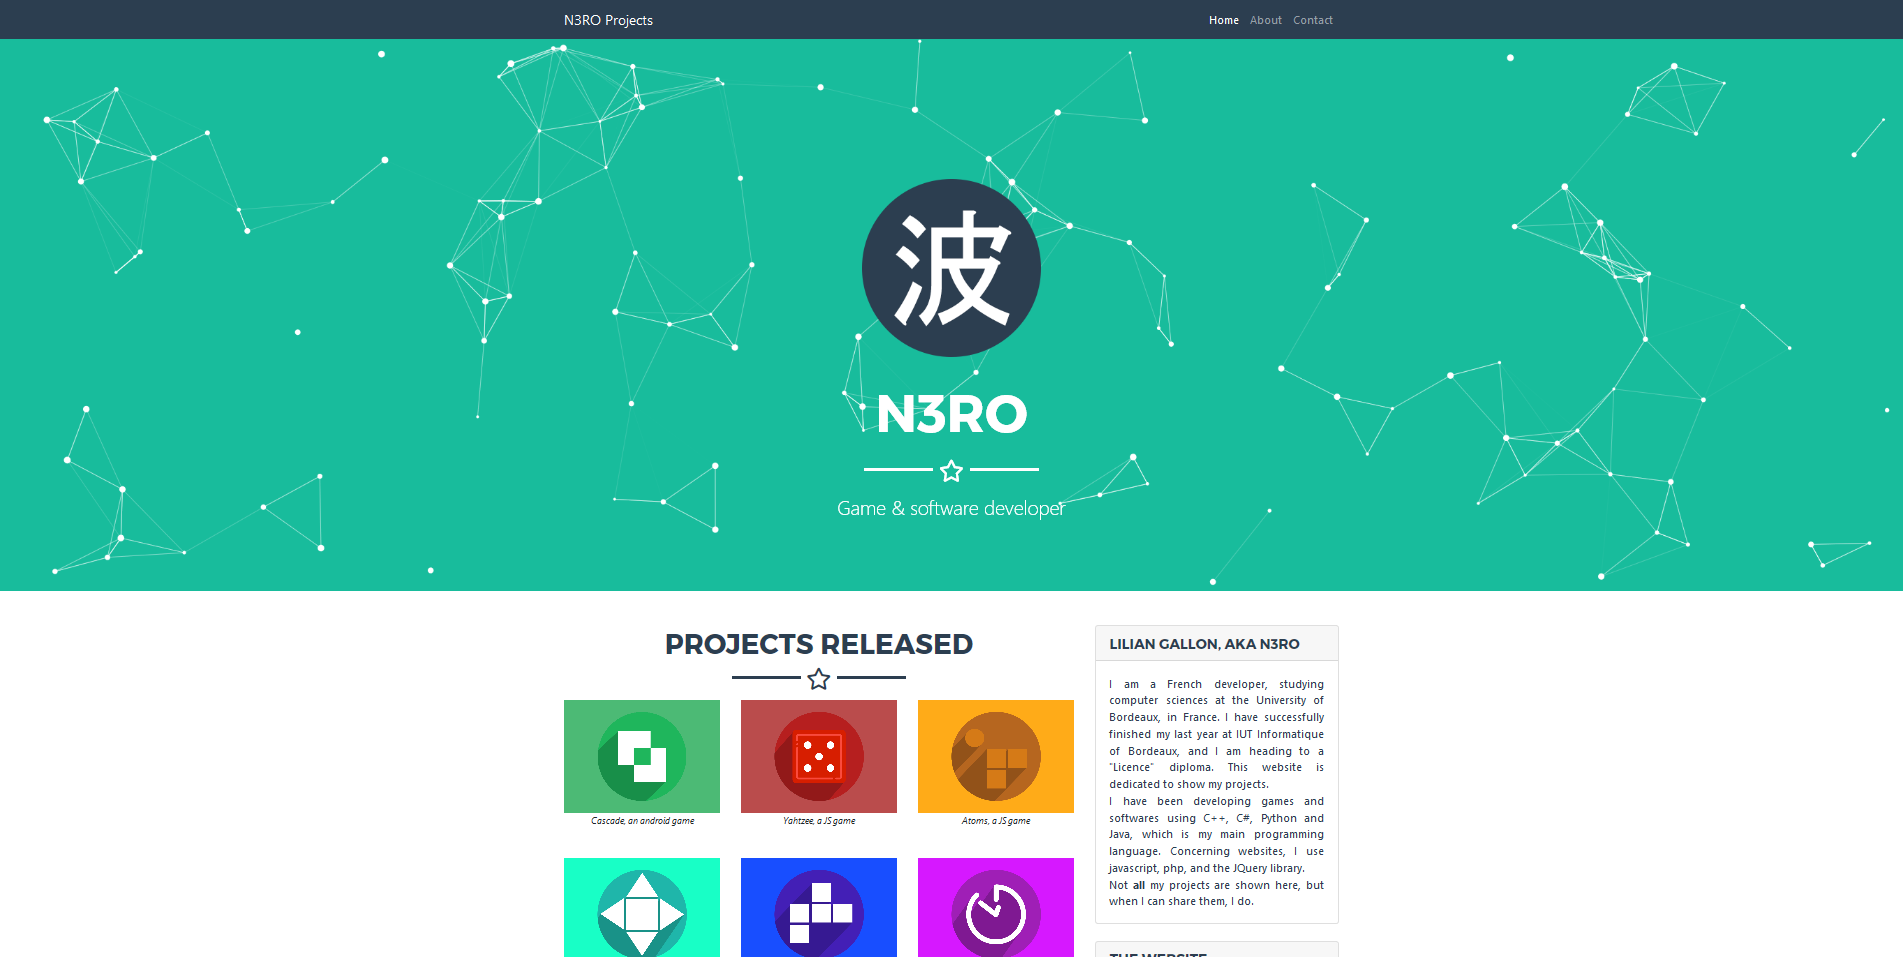 N3RO Projects
Home About Contact
波
N3RO
Game & software developer
PROJECTS RELEASED
Cascade, an android game
Yahtzee, a JS game
Atoms, a JS game
LILIAN GALLON, AKA N3RO
I am a French developer, studying
computer sciences at the University of
Bordeaux, in France. I have successfully
finished my last year at IUT Informatique
of Bordeaux, and I am heading to a
"Licence" diploma. This website is
dedicated to show my projects.
I have been developing games and
softwares using C++, C#, Python and
Java, which is my main programming
language. Concerning websites, I use
javascript, php, and the JQuery library.
Not all my projects are shown here, but
when I can share them, I do.
THE WEBSITE